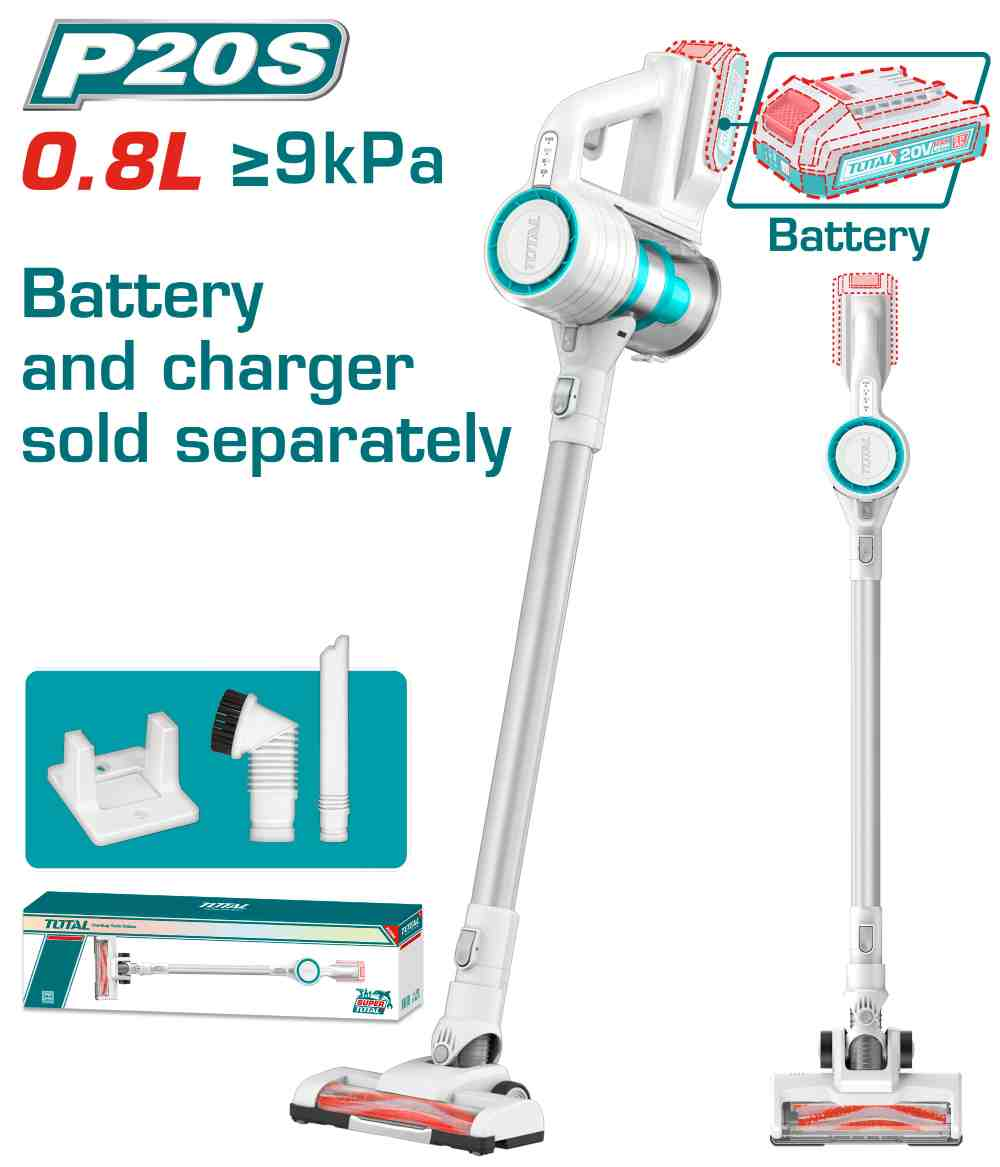 P20S
0.8L ≥9kPa
Battery
and charger
sold separately
TOTAL 20V
Battery
TOTAL
TOTAL
TOTAL
TOTAL
TOTAL
SUPER
TOTAL